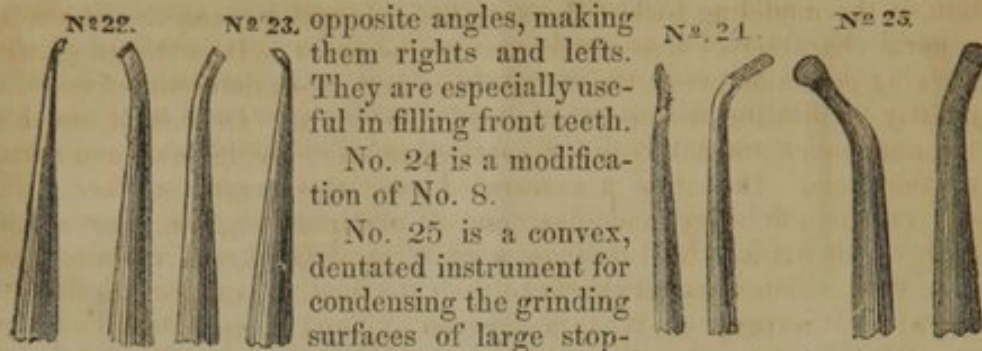 No 22.
No 23.
opposite angles, making
them rights and lefts.
They are especially use-
ful in filling front teeth.
No. 24 is a modifica-
tion of No. 8.
No. 25 is a convex,
dentated instrument for
condensing the grinding
surfaces of large stop-
No. 24.
No 25.